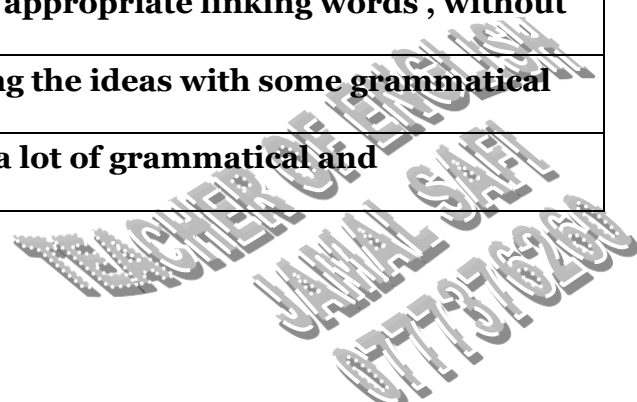 appropriate linking words , without
ng the ideas with some grammatical
a lot of grammatical and
TEACHER OF ENGLISH
JAMAL SAFI
0777376260